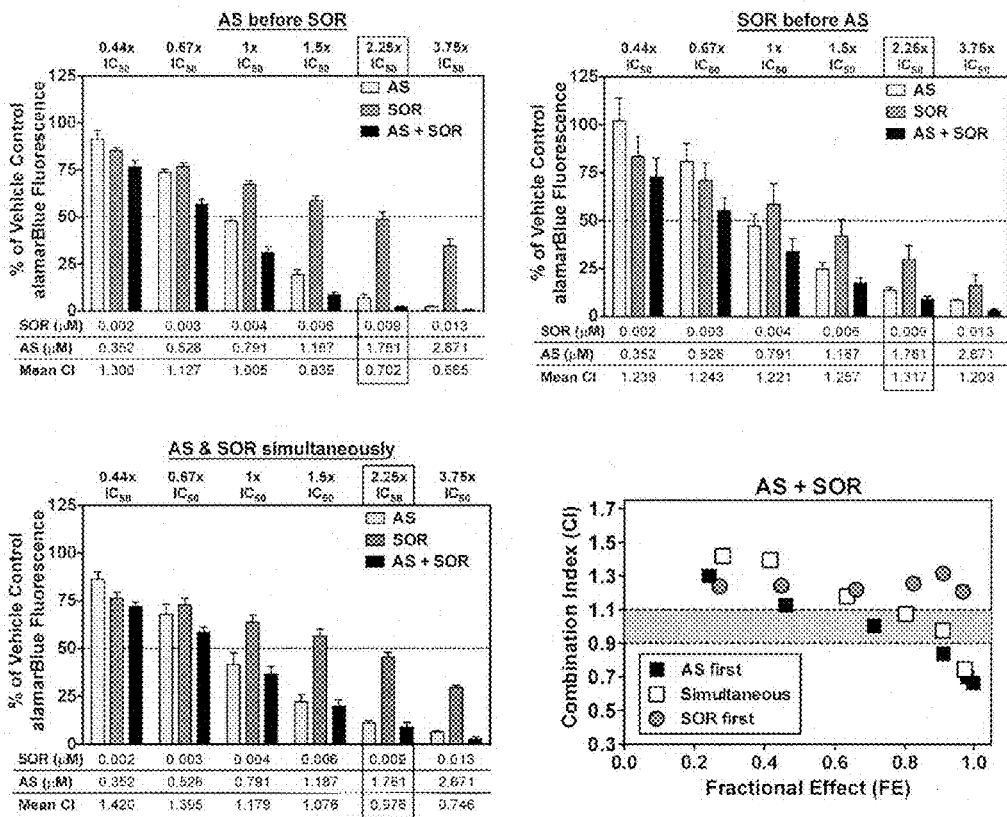 AS before SOR
0.44x 0.67x 1x 1.5x 2.25x 3.75x
IC50 IC50 IC50 IC50 IC50 IC50
% of Vehicle Control
alamarBlue Fluorescence
125
100
75
50
25
0
AS
SOR
AS + SOR
SOR (μM) 0.002 0.003 0.004 0.006 0.009 0.013
AS (μM) 0.352 0.528 0.791 1.187 1.781 2.671
Mean CI 1.300 1.127 1.005 0.839 0.702 0.665
SOR before AS
0.44x 0.67x 1x 1.5x 2.25x 3.75x
IC50 IC50 IC50 IC50 IC50 IC50
% of Vehicle Control
alamarBlue Fluorescence
125
100
75
50
25
0
AS
SOR
AS + SOR
SOR (μM) 0.002 0.003 0.004 0.006 0.009 0.013
AS (μM) 0.352 0.528 0.791 1.187 1.781 2.671
Mean CI 1.239 1.243 1.221 1.257 1.317 1.209
AS & SOR simultaneously
0.44x 0.67x 1x 1.5x 2.25x 3.75x
IC50 IC50 IC50 IC50 IC50 IC50
% of Vehicle Control
alamarBlue Fluorescence
125
100
75
50
25
0
AS
SOR
AS + SOR
SOR (μM) 0.002 0.003 0.004 0.006 0.009 0.013
AS (μM) 0.352 0.528 0.791 1.187 1.781 2.671
Mean CI 1.420 1.395 1.179 1.076 0.978 0.746
AS + SOR
Combination Index (CI)
1.7
1.5
1.3
1.1
0.9
0.7
0.5
0.3
AS first
Simultaneous
SOR first
0.0 0.2 0.4 0.6 0.8 1.0
Fractional Effect (FE)